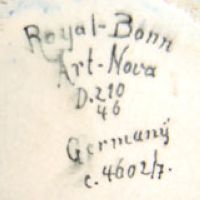 Royal-Bonn
Art-Nova
D.210
46
Germany
c.4602/7.